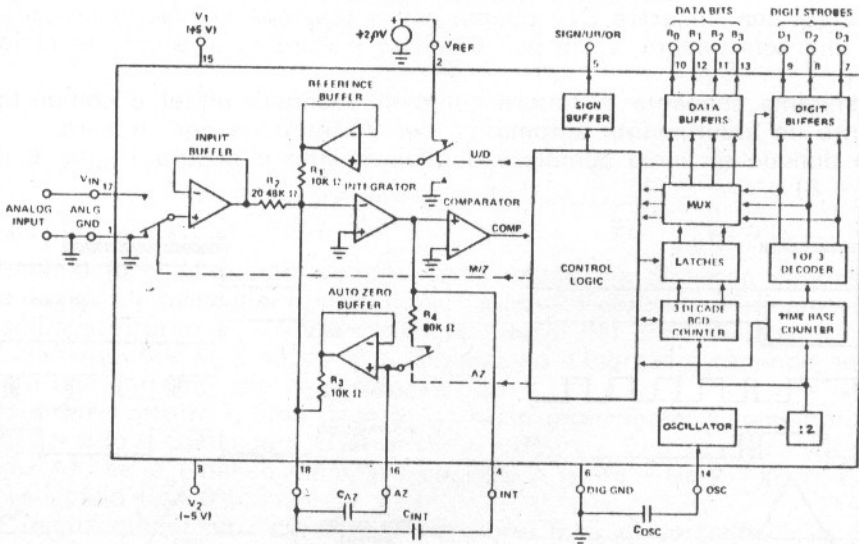 V1
(+5 V)
15
+2.0V
VREF
2
SIGN/UR/OR
5
DATA BITS
B0 B1 B2 B3
10 12 11 13
DIGIT STROBES
D1 D2 D3
9 8 7
REFERENCE
BUFFER
SIGN
BUFFER
DATA
BUFFERS
DIGIT
BUFFERS
INPUT
BUFFER
U/D
R1
10K Ω
R2
20 48K Ω
INTEGRATOR
COMPARATOR
COMP
VIN
17
ANALOG
INPUT
ANLG
GND
1
M/Z
CONTROL
LOGIC
MUX
LATCHES
1 OF 3
DECODER
3 DECADE
BCD
COUNTER
TIME BASE
COUNTER
AUTO ZERO
BUFFER
R4
80K Ω
R3
10K Ω
AZ
OSCILLATOR
÷2
3
V2
(-5 V)
18
16
4
6
14
CAZ
AZ
INT
CINT
DIG GND
OSC
COSC